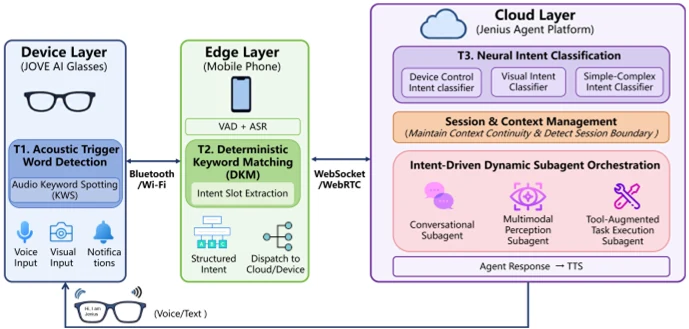 Device Layer
(JOVE AI Glasses)
T1. Acoustic Trigger
Word Detection
Audio Keyword Spotting
(KWS)
Voice
Input
Visual
Input
Notifica
tions
Bluetooth
/Wi-Fi
Edge Layer
(Mobile Phone)
VAD + ASR
T2. Deterministic
Keyword Matching
(DKM)
Intent Slot Extraction
A B C
Structured
Intent
Dispatch to
Cloud/Device
WebSocket
/WebRTC
Cloud Layer
(Jenius Agent Platform)
T3. Neural Intent Classification
Device Control
Intent classifier
Visual Intent
Classifier
Simple-Complex
Intent Classifier
Session & Context Management
(Maintain Context Continuity & Detect Session Boundary )
Intent-Driven Dynamic Subagent Orchestration
Conversational
Subagent
Multimodal
Perception
Subagent
Tool-Augmented
Task Execution
Subagent
Agent Response → TTS
Hi, I am
Jenius
(Voice/Text )